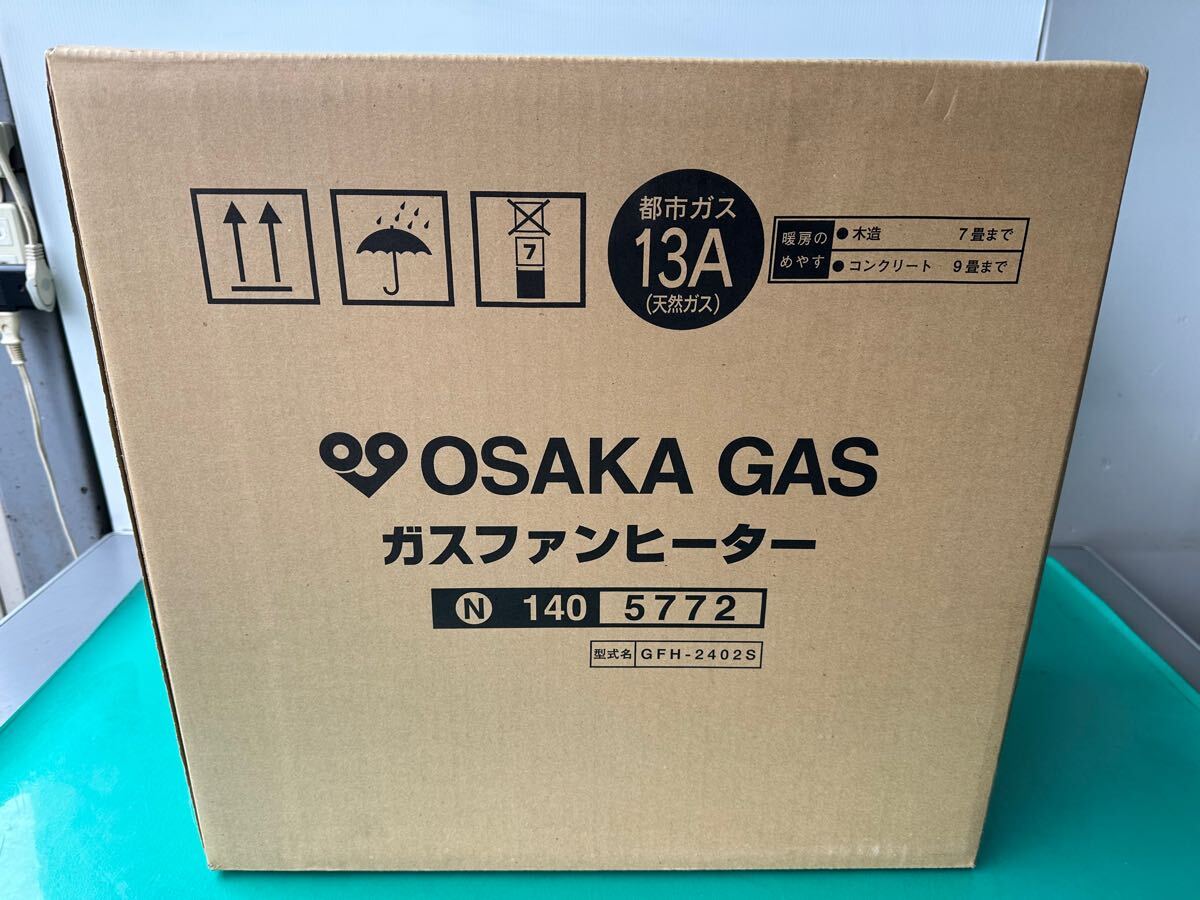 7
都市ガス
13A
(天然ガス)
暖房の
めやす
●木造 7畳まで
●コンクリート 9畳まで
OSAKA GAS
ガスファンヒーター
N 140 5772
型式名 GFH-2402S